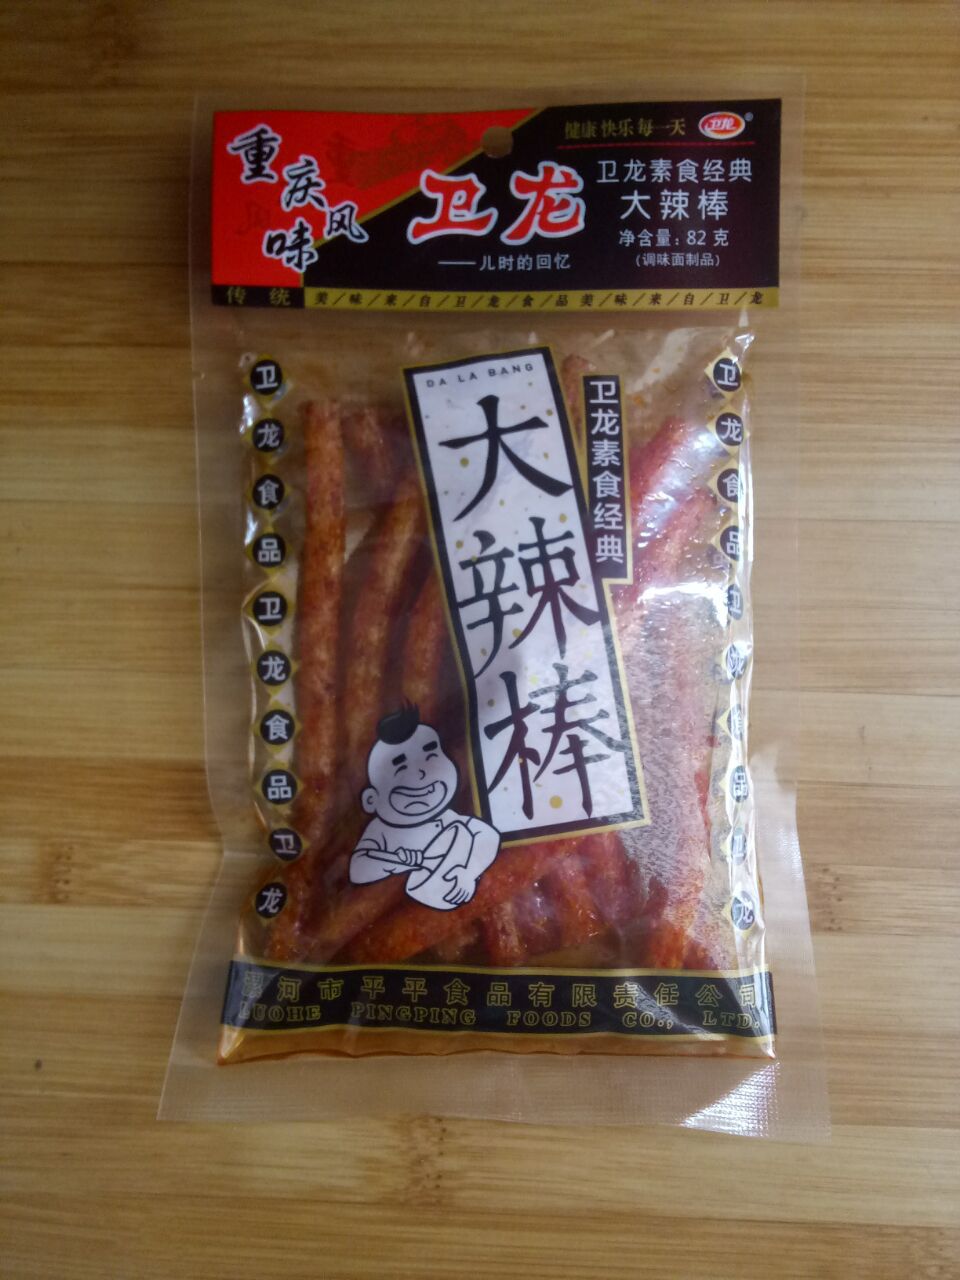 重庆风味
卫龙
——儿时的回忆
健康 快乐 每一天
卫龙®
卫龙素食经典
大辣棒
净含量：82 克
（调味面制品）
传统
美/味/来/自/卫/龙/食/品 美/味/来/自/卫/龙
DA LA BANG
大辣棒
卫龙素食经典
卫龙食品卫龙食品卫龙
卫龙食品卫龙食品卫龙
漯河市平平食品有限责任公司
LUOHE PINGPING FOODS CO., LTD.